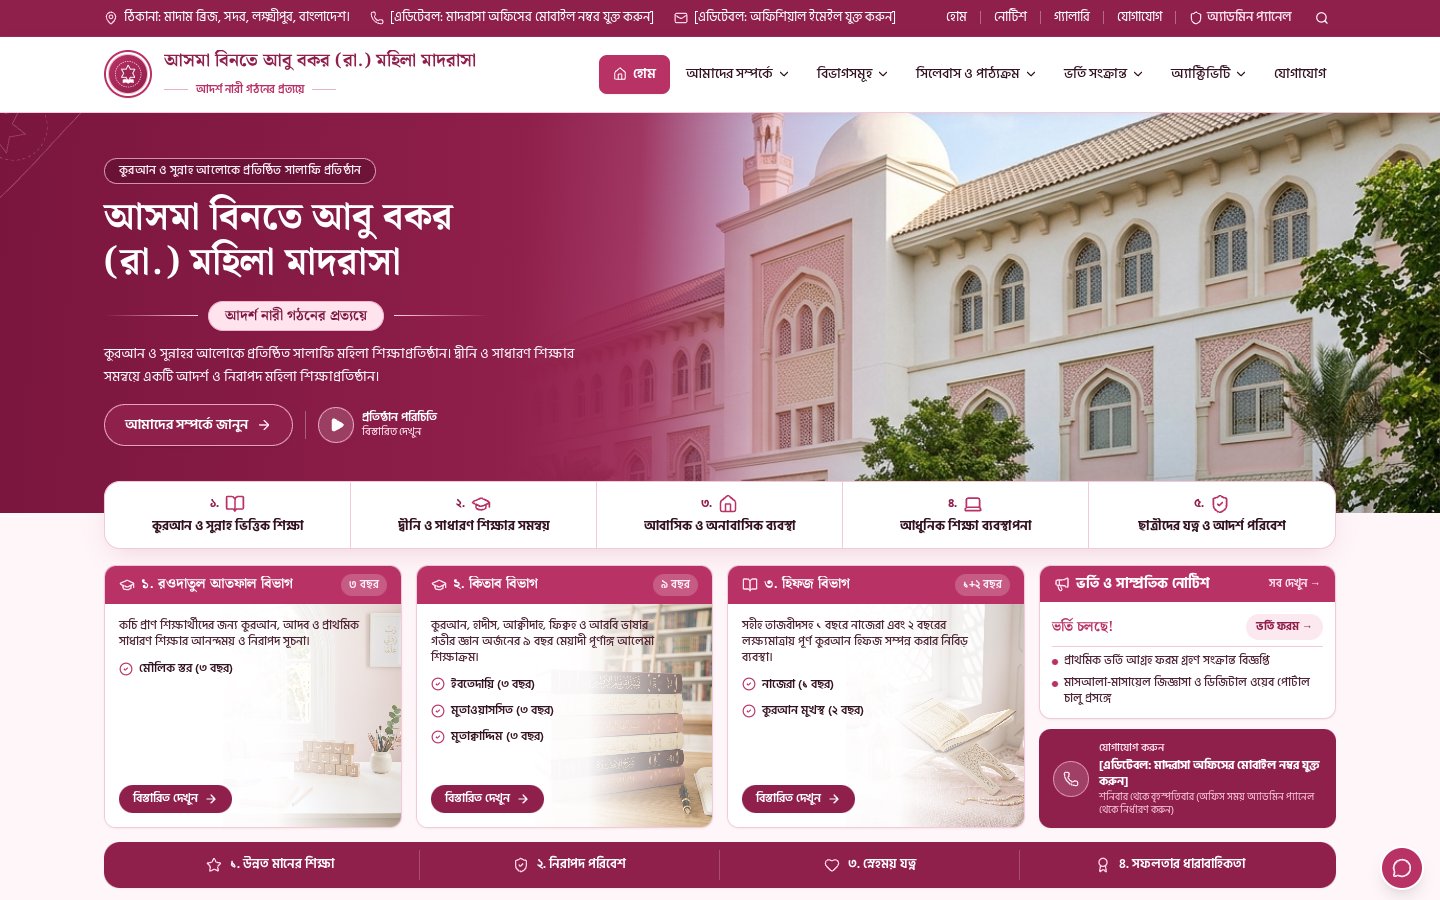 ঠিকানা: মাদাম ব্রিজ, সদর, লক্ষ্মীপুর, বাংলাদেশ।
[এডিটেবল: মাদরাসা অফিসের মোবাইল নম্বর যুক্ত করুন]
[এডিটেবল: অফিশিয়াল ইমেইল যুক্ত করুন]
হোম
নোটিশ
গ্যালারি
যোগাযোগ
অ্যাডমিন প্যানেল
আসমা বিনতে আবু বকর (রা.) মহিলা মাদরাসা
আদর্শ নারী গঠনের প্রত্যয়ে
হোম
আমাদের সম্পর্কে
বিভাগসমূহ
সিলেবাস ও পাঠ্যক্রম
ভর্তি সংক্রান্ত
অ্যাক্টিভিটি
যোগাযোগ
কুরআন ও সুন্নাহ আলোকে প্রতিষ্ঠিত সালাফি প্রতিষ্ঠান
আসমা বিনতে আবু বকর
(রা.) মহিলা মাদরাসা
আদর্শ নারী গঠনের প্রত্যয়ে
কুরআন ও সুন্নাহর আলোকে প্রতিষ্ঠিত সালাফি মহিলা শিক্ষাপ্রতিষ্ঠান। দ্বীনি ও সাধারণ শিক্ষার
সমন্বয়ে একটি আদর্শ ও নিরাপদ মহিলা শিক্ষাপ্রতিষ্ঠান।
আমাদের সম্পর্কে জানুন →
প্রতিষ্ঠান পরিচিতি
বিস্তারিত দেখুন
১.
কুরআন ও সুন্নাহ ভিত্তিক শিক্ষা
২.
দ্বীনি ও সাধারণ শিক্ষার সমন্বয়
৩.
আবাসিক ও অনাবাসিক ব্যবস্থা
৪.
আধুনিক শিক্ষা ব্যবস্থাপনা
৫.
ছাত্রীদের যত্ন ও আদর্শ পরিবেশ
১. রওদাতুল আতফাল বিভাগ
৩ বছর
কচি প্রাণ শিক্ষার্থীদের জন্য কুরআন, আদব ও প্রাথমিক
সাধারণ শিক্ষার আনন্দময় ও নিরাপদ সূচনা।
মৌলিক স্তর (৩ বছর)
বিস্তারিত দেখুন →
২. কিতাব বিভাগ
৯ বছর
কুরআন, হাদীস, আক্বীদাহ, ফিক্বহ ও আরবি ভাষার
গভীর জ্ঞান অর্জনের ৯ বছর মেয়াদী পূর্ণাঙ্গ আলেমা
শিক্ষাক্রম।
ইবতেদায়ি (৩ বছর)
মুতাওয়াসসিত (৩ বছর)
মুতাক্বাদ্দিম (৩ বছর)
বিস্তারিত দেখুন →
৩. হিফজ বিভাগ
১+২ বছর
সহীহ তাজবীদসহ ১ বছরে নাজেরা এবং ২ বছরের
লক্ষ্যমাত্রায় পূর্ণ কুরআন হিফজ সম্পন্ন করার নিবিড়
ব্যবস্থা।
নাজেরা (১ বছর)
কুরআন মুখস্থ (২ বছর)
বিস্তারিত দেখুন →
ভর্তি ও সাম্প্রতিক নোটিশ
সব দেখুন →
ভর্তি চলছে!
ভর্তি ফরম →
প্রাথমিক ভর্তি আগ্রহ ফরম গ্রহণ সংক্রান্ত বিজ্ঞপ্তি
মাসআলা-মাসায়েল জিজ্ঞাসা ও ডিজিটাল ওয়েব পোর্টাল
চালু প্রসঙ্গে
যোগাযোগ করুন
[এডিটেবল: মাদরাসা অফিসের মোবাইল নম্বর যুক্ত
করুন]
শনিবার থেকে বৃহস্পতিবার (অফিস সময় অ্যাডমিন প্যানেল
থেকে নির্ধারণ করুন)
১. উন্নত মানের শিক্ষা
২. নিরাপদ পরিবেশ
৩. স্নেহময় যত্ন
৪. সফলতার ধারাবাহিকতা